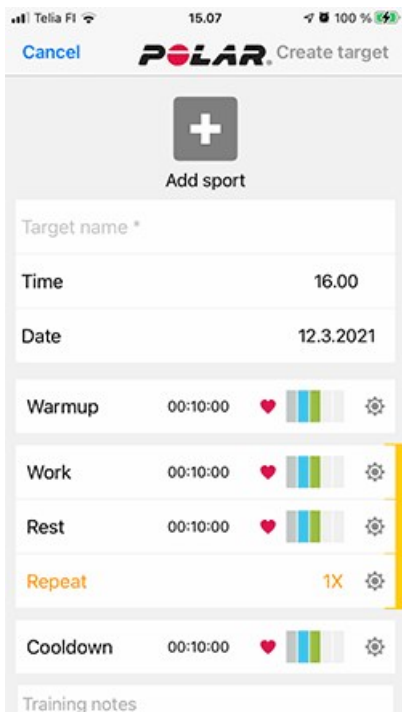 Telia FI 15.07 100 %
Cancel POLAR. Create target
Add sport
Target name *
Time 16.00
Date 12.3.2021
Warmup 00:10:00
Work 00:10:00
Rest 00:10:00
Repeat 1X
Cooldown 00:10:00
Training notes